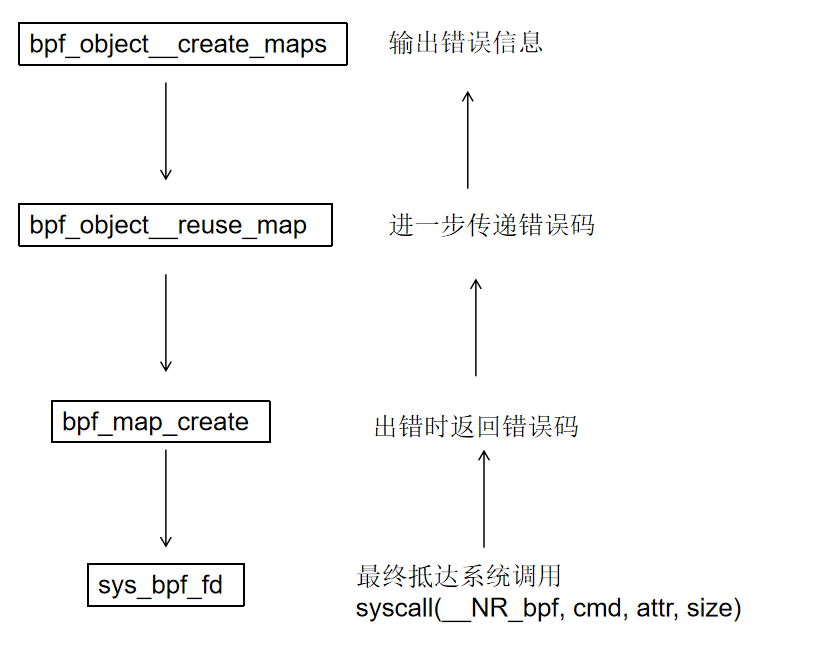 bpf_object__create_maps
输出错误信息
bpf_object__reuse_map
进一步传递错误码
bpf_map_create
出错时返回错误码
sys_bpf_fd
最终抵达系统调用
syscall(__NR_bpf, cmd, attr, size)